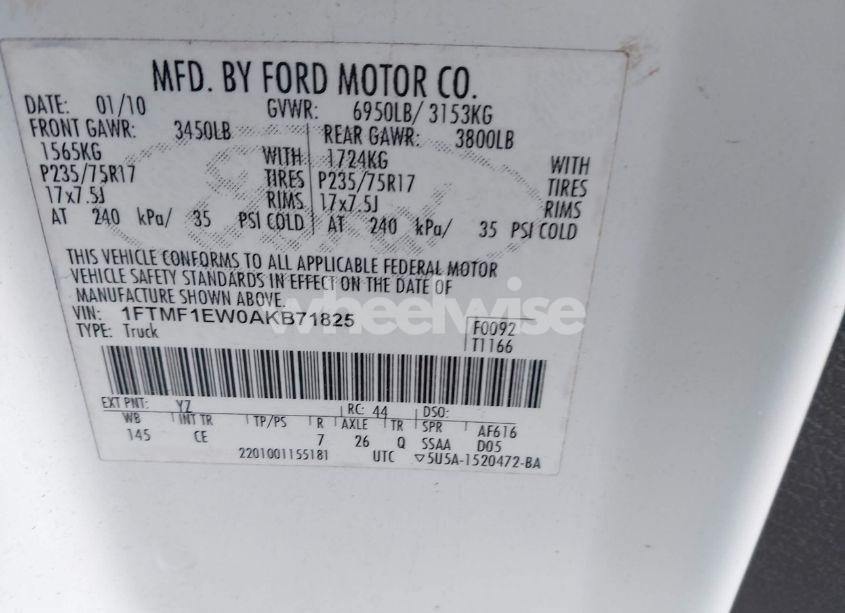 MFD. BY FORD MOTOR CO.
DATE: 01/10 GVWR: 6950LB/ 3153KG
FRONT GAWR: 3450LB REAR GAWR: 3800LB
1565KG WITH 1724KG WITH
P235/75R17 TIRES P235/75R17 TIRES
17x7.5J RIMS 17x7.5J RIMS
AT 240 kPa/ 35 PSI COLD AT 240 kPa/ 35 PSI COLD
THIS VEHICLE CONFORMS TO ALL APPLICABLE FEDERAL MOTOR
VEHICLE SAFETY STANDARDS IN EFFECT ON THE DATE OF
MANUFACTURE SHOWN ABOVE.
wheelwise
VIN: 1FTMF1EW0AKB71825 F0092
TYPE: Truck T1166
EXT PNT: YZ RC: 44 DSO:
WB INT TR TP/PS R AXLE TR SPR AF616
145 CE 7 26 Q SSAA D05
2201001155181 UTC ▽5U5A-1520472-BA